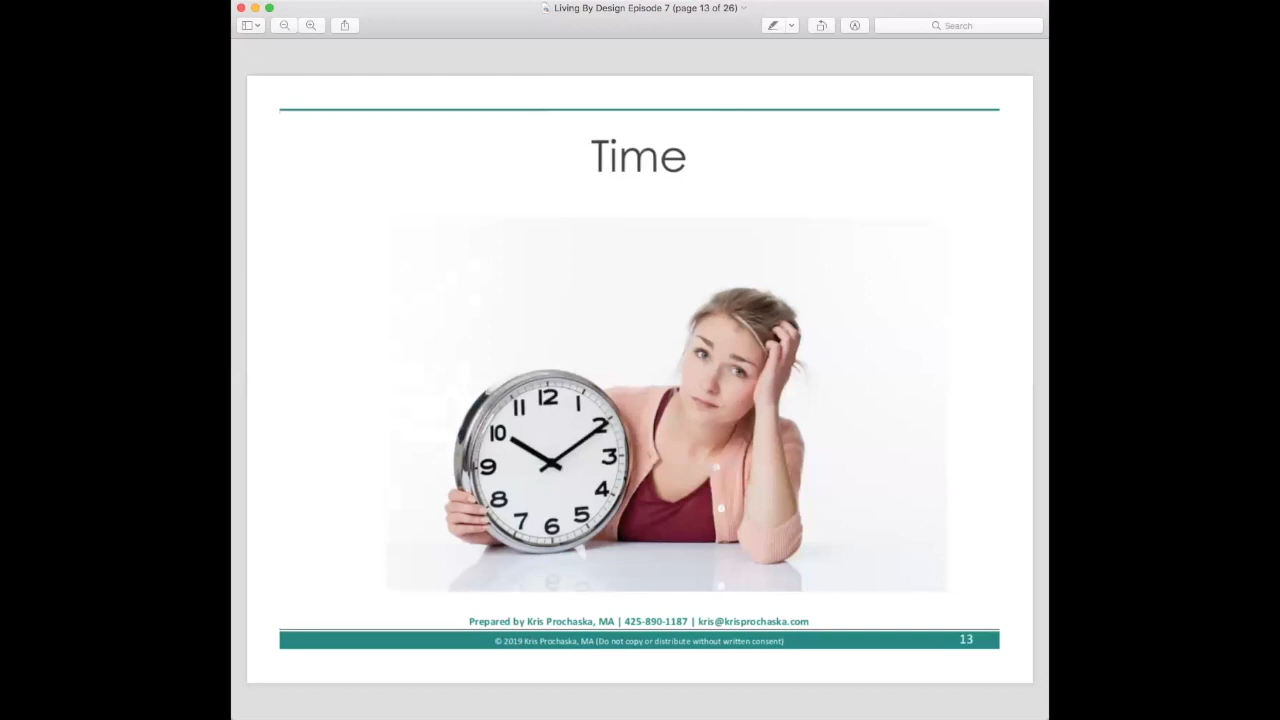 Living By Design Episode 7 (page 13 of 26)
Search
Time
12
11
1
10
2
9
3
8
4
7
5
6
Prepared by Kris Prochaska, MA | 425-890-1187 | kris@krisprochaska.com
© 2019 Kris Prochaska, MA (Do not copy or distribute without written consent)
13